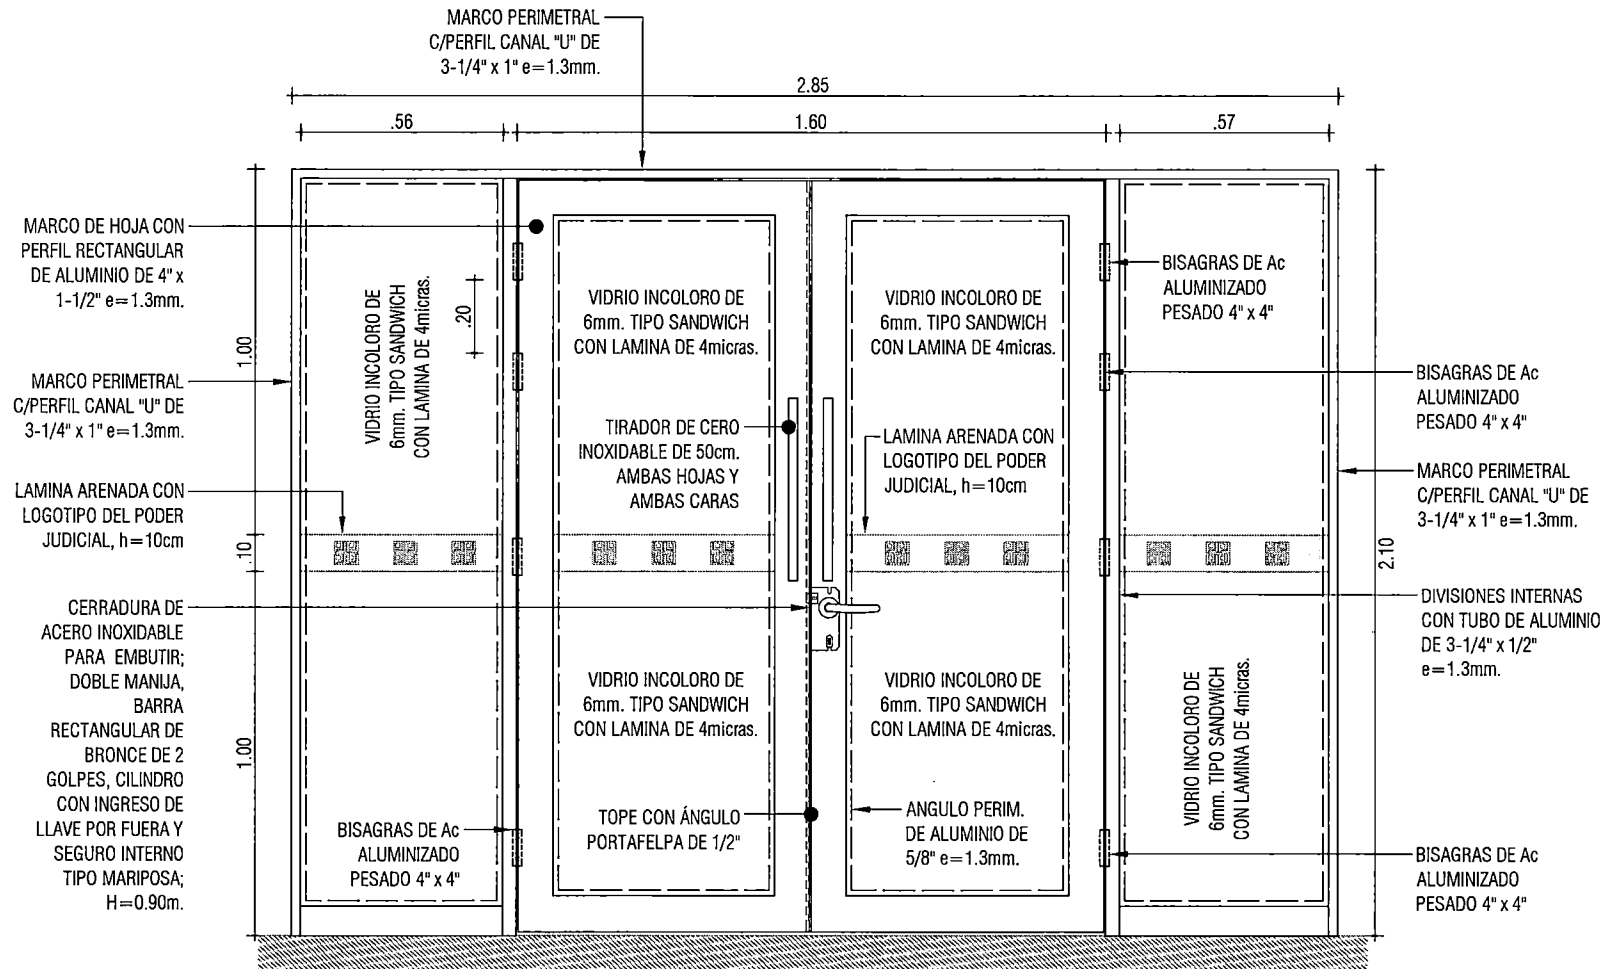 MARCO PERIMETRAL
C/PERFIL CANAL "U" DE
3-1/4" x 1" e=1.3mm.
2.85
.56
1.60
.57
MARCO DE HOJA CON
PERFIL RECTANGULAR
DE ALUMINIO DE 4" x
1-1/2" e=1.3mm.
1.00
MARCO PERIMETRAL
C/PERFIL CANAL "U" DE
3-1/4" x 1" e=1.3mm.
LAMINA ARENADA CON
LOGOTIPO DEL PODER
JUDICIAL, h=10cm
.10
CERRADURA DE
ACERO INOXIDABLE
PARA EMBUTIR;
DOBLE MANIJA,
BARRA
RECTANGULAR DE
BRONCE DE 2
GOLPES, CILINDRO
CON INGRESO DE
LLAVE POR FUERA Y
SEGURO INTERNO
TIPO MARIPOSA;
H=0.90m.
1.00
VIDRIO INCOLORO DE
6mm. TIPO SANDWICH
CON LAMINA DE 4micras.
.20
BISAGRAS DE Ac
ALUMINIZADO
PESADO 4" x 4"
VIDRIO INCOLORO DE
6mm. TIPO SANDWICH
CON LAMINA DE 4micras.
TIRADOR DE CERO
INOXIDABLE DE 50cm.
AMBAS HOJAS Y
AMBAS CARAS
VIDRIO INCOLORO DE
6mm. TIPO SANDWICH
CON LAMINA DE 4micras.
TOPE CON ÁNGULO
PORTAFELPA DE 1/2"
VIDRIO INCOLORO DE
6mm. TIPO SANDWICH
CON LAMINA DE 4micras.
LAMINA ARENADA CON
LOGOTIPO DEL PODER
JUDICIAL, h=10cm
VIDRIO INCOLORO DE
6mm. TIPO SANDWICH
CON LAMINA DE 4micras.
ANGULO PERIM.
DE ALUMINIO DE
5/8" e=1.3mm.
BISAGRAS DE Ac
ALUMINIZADO
PESADO 4" x 4"
VIDRIO INCOLORO DE
6mm. TIPO SANDWICH
CON LAMINA DE 4micras.
2.10
BISAGRAS DE Ac
ALUMINIZADO
PESADO 4" x 4"
MARCO PERIMETRAL
C/PERFIL CANAL "U" DE
3-1/4" x 1" e=1.3mm.
DIVISIONES INTERNAS
CON TUBO DE ALUMINIO
DE 3-1/4" x 1/2"
e=1.3mm.
BISAGRAS DE Ac
ALUMINIZADO
PESADO 4" x 4"